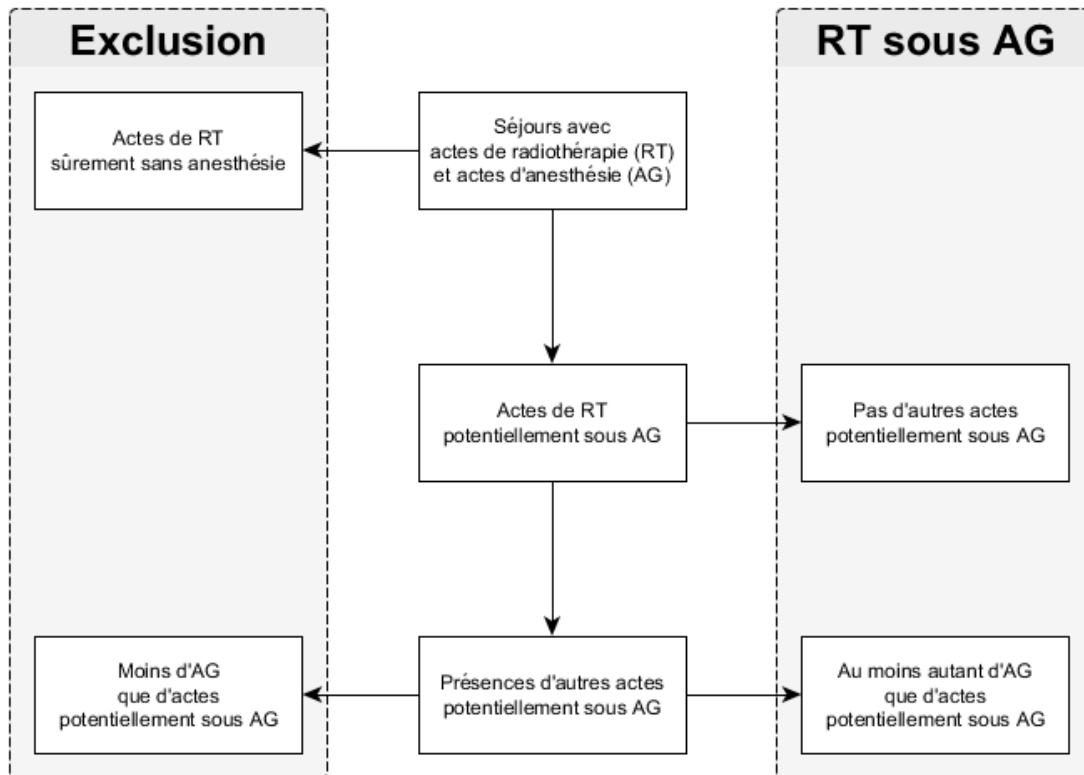 Exclusion
RT sous AG
Actes de RT
sûrement sans anesthésie
Séjours avec
actes de radiothérapie (RT)
et actes d'anesthésie (AG)
Actes de RT
potentiellement sous AG
Pas d'autres actes
potentiellement sous AG
Moins d'AG
que d'actes
potentiellement sous AG
Présences d'autres actes
potentiellement sous AG
Au moins autant d'AG
que d'actes
potentiellement sous AG